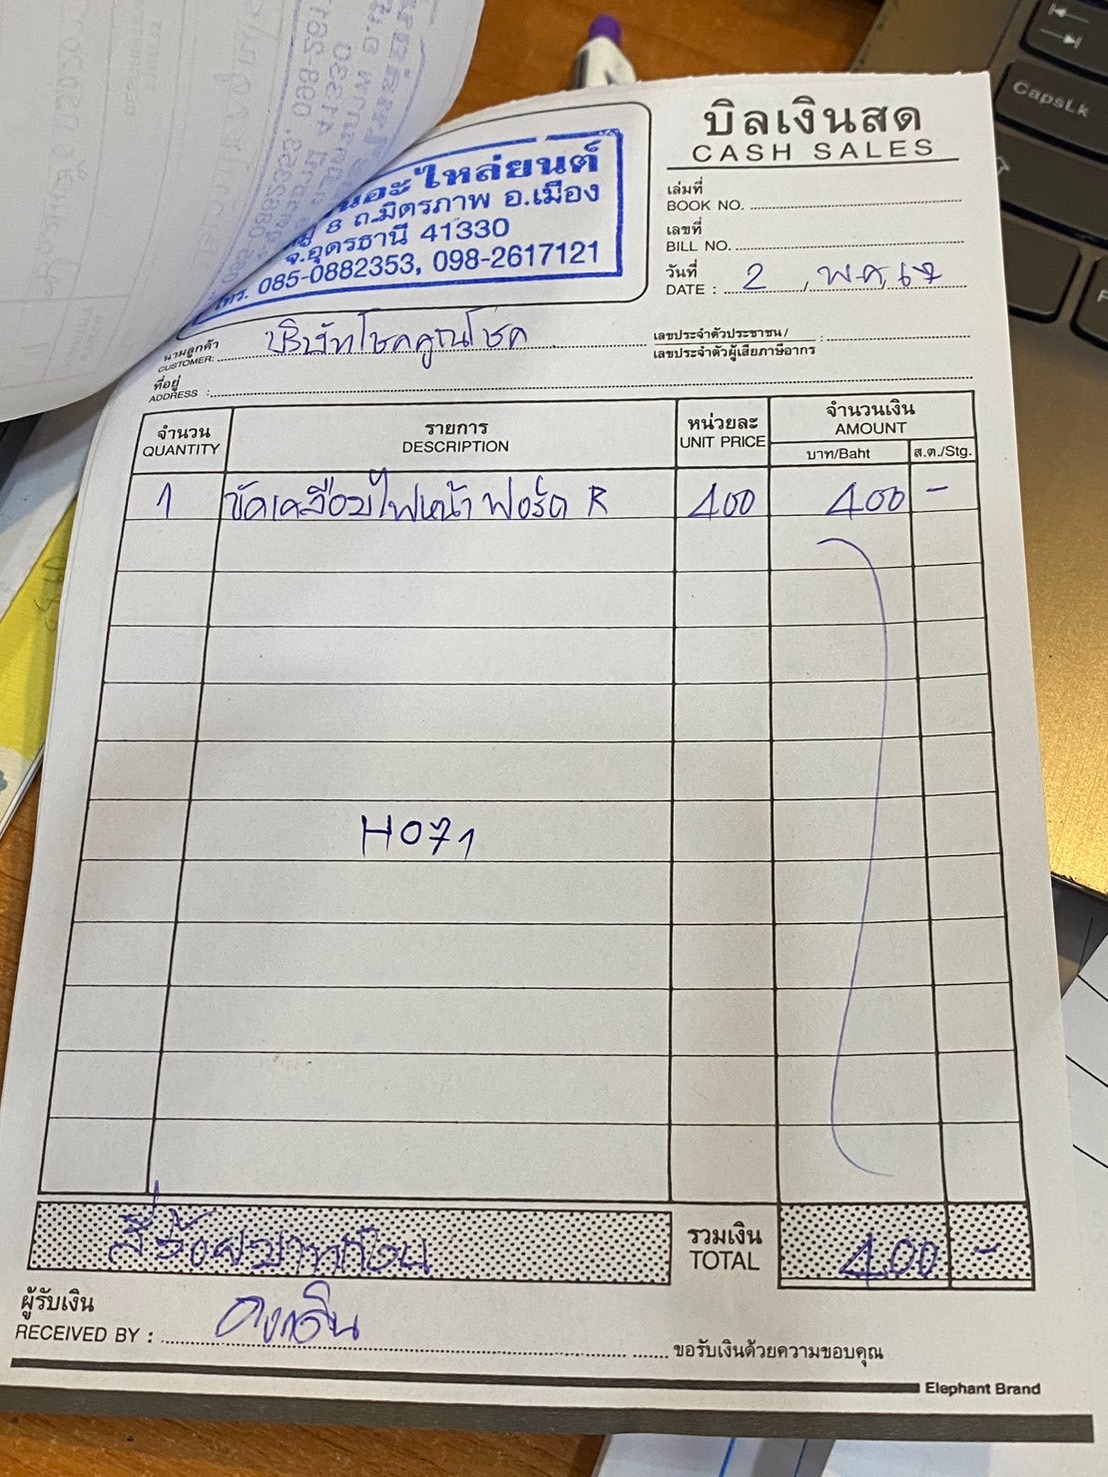 บิลเงินสด
CASH SALES
อะไหล่ยนต์
8 ถ.มิตรภาพ อ.เมือง
จ.อุดรธานี 41330
โทร. 085-0882353, 098-2617121
เล่มที่
BOOK NO.
เลขที่
BILL NO.
วันที่
DATE : 2 / พ.ค. / 67
นามลูกค้า
CUSTOMER: บริษัทโชคคูณโชค
เลขประจำตัวประชาชน /
เลขประจำตัวผู้เสียภาษีอากร :
ที่อยู่
ADDRESS :
จำนวน รายการ หน่วยละ จำนวนเงิน
QUANTITY DESCRIPTION UNIT PRICE AMOUNT
บาท/Baht ส.ต./Stg.
1 ขัดเคลือบไฟหน้า ฟอร์ด R 400 400 -
H071
สี่ร้อยบาทถ้วน
รวมเงิน
TOTAL 400 -
ผู้รับเงิน
RECEIVED BY :
ขอรับเงินด้วยความขอบคุณ
Elephant Brand
CapsLk